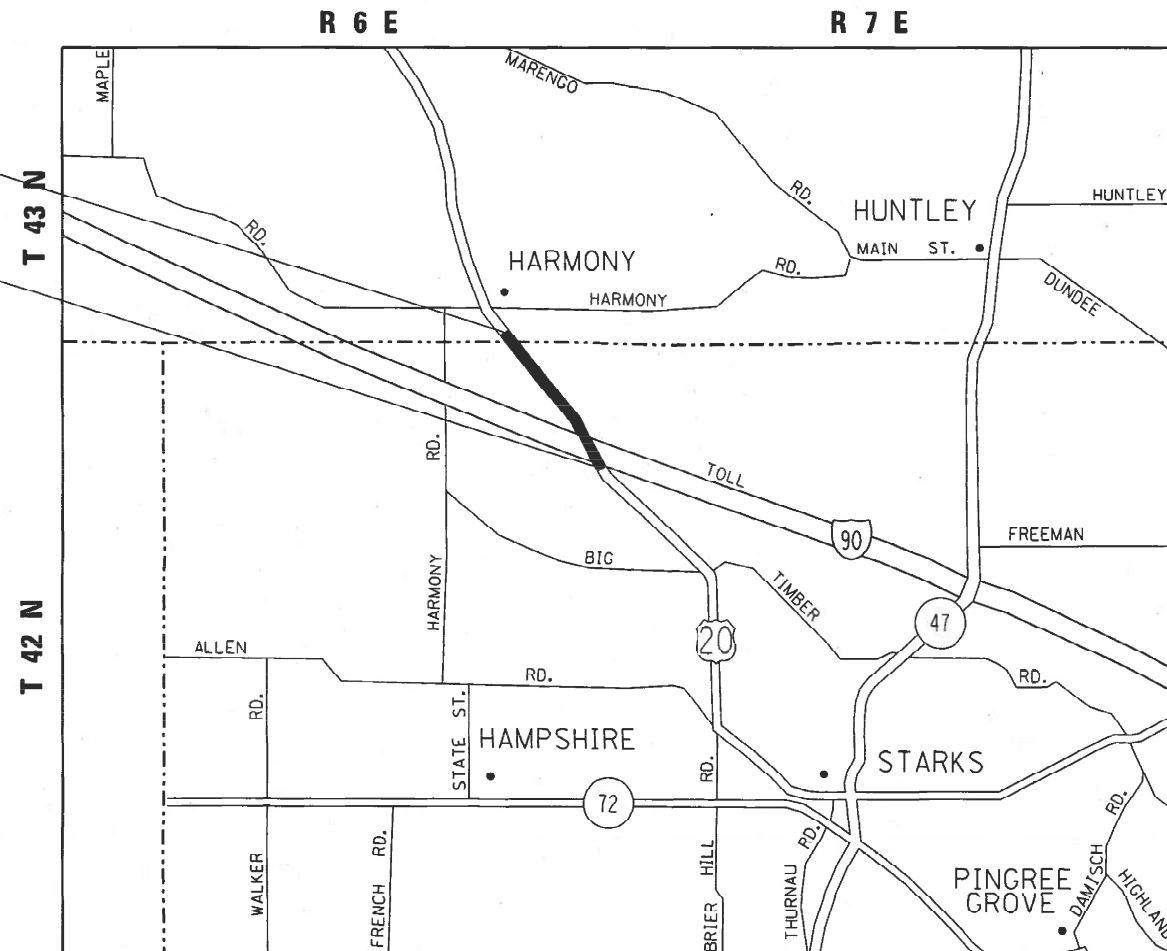 R 6 E
R 7 E
MAPLE
MARENGO
T 43 N
RD.
HUNTLEY
HUNTLEY
RD.
MAIN ST.
HARMONY
RD.
HARMONY
DUNDEE
RD.
TOLL
90
FREEMAN
BIG
HARMONY
TIMBER
T 42 N
47
20
ALLEN
RD.
RD.
RD.
STATE ST.
HAMPSHIRE
STARKS
RD.
72
RD.
RD.
RD.
WALKER
FRENCH
HILL
BRIER
THURNAU
PINGREE
GROVE
DAMISCH
HIGHLAND